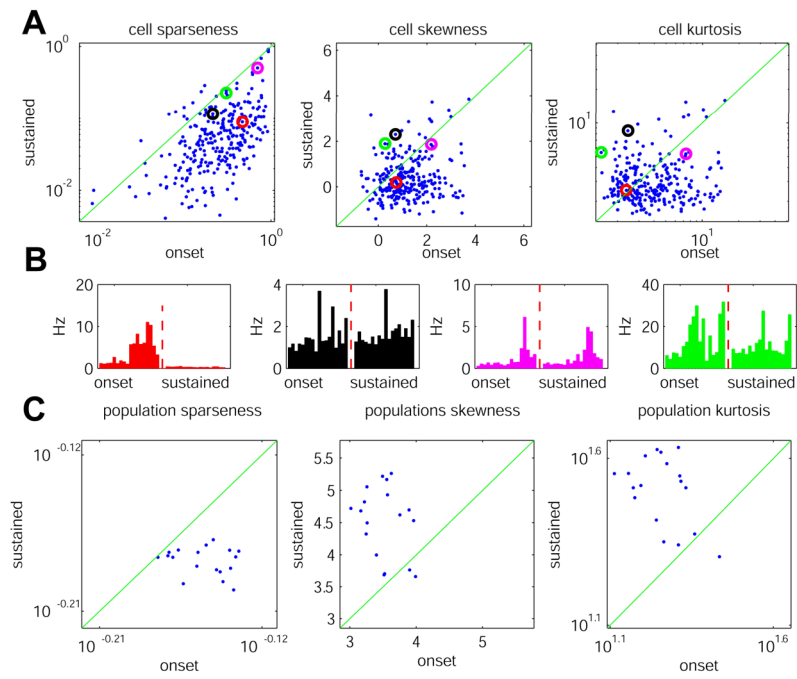 A
cell sparseness
cell skewness
cell kurtosis
10^0
10^-2
sustained
10^-2
10^0
onset
6
4
2
0
sustained
0
2
4
6
onset
10^1
sustained
10^1
onset
B
20
10
0
Hz
onset
sustained
4
2
0
Hz
onset
sustained
10
5
0
Hz
onset
sustained
40
20
0
Hz
onset
sustained
C
population sparseness
populations skewness
population kurtosis
10^-0.12
10^-0.21
sustained
10^-0.21
10^-0.12
onset
5.5
5
4.5
4
3.5
3
sustained
3
4
5
onset
10^1.6
10^1.1
sustained
10^1.1
10^1.6
onset